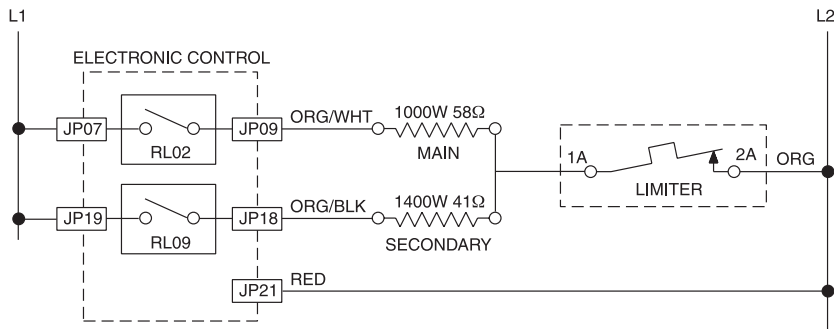 L1
L2
ELECTRONIC CONTROL
JP07
RL02
JP09
ORG/WHT
1000W 58Ω
MAIN
1A
2A
ORG
LIMITER
JP19
RL09
JP18
ORG/BLK
1400W 41Ω
SECONDARY
JP21
RED